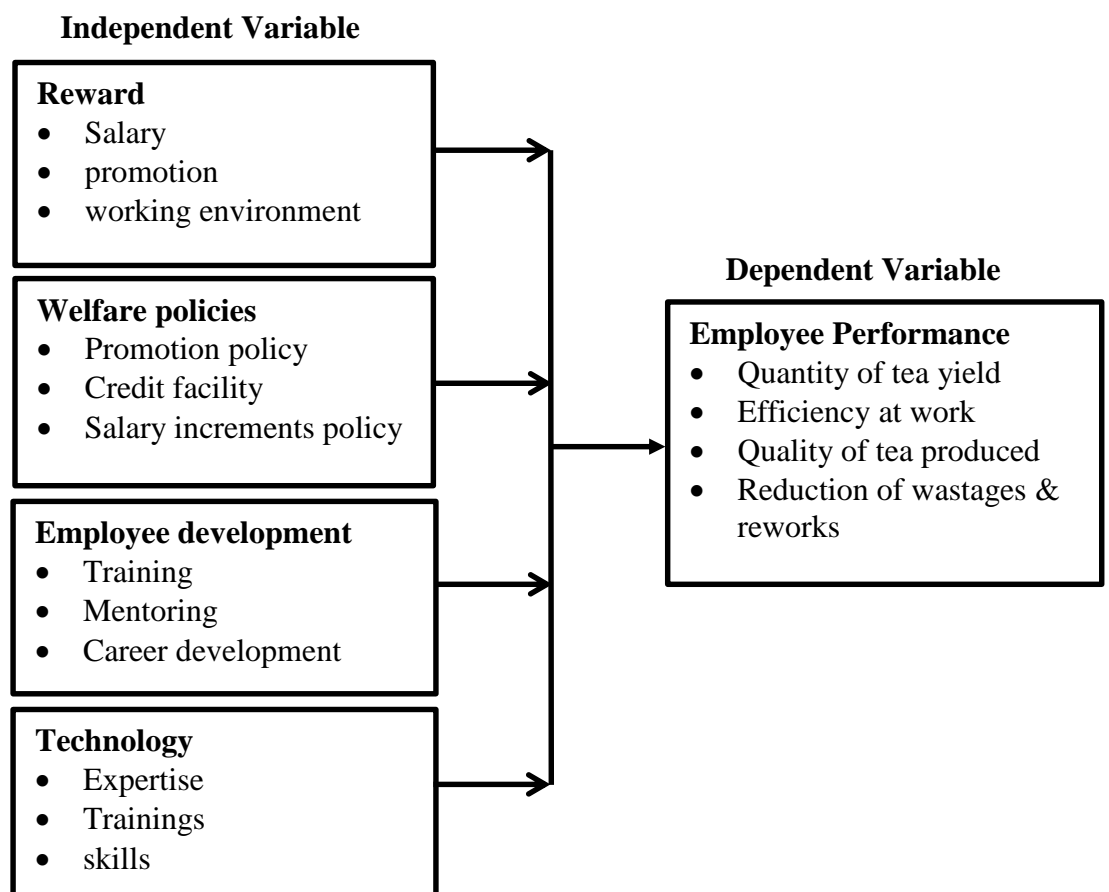 Independent Variable
Reward
• Salary
• promotion
• working environment
Welfare policies
• Promotion policy
• Credit facility
• Salary increments policy
Employee development
• Training
• Mentoring
• Career development
Technology
• Expertise
• Trainings
• skills
Dependent Variable
Employee Performance
• Quantity of tea yield
• Efficiency at work
• Quality of tea produced
• Reduction of wastages &
reworks